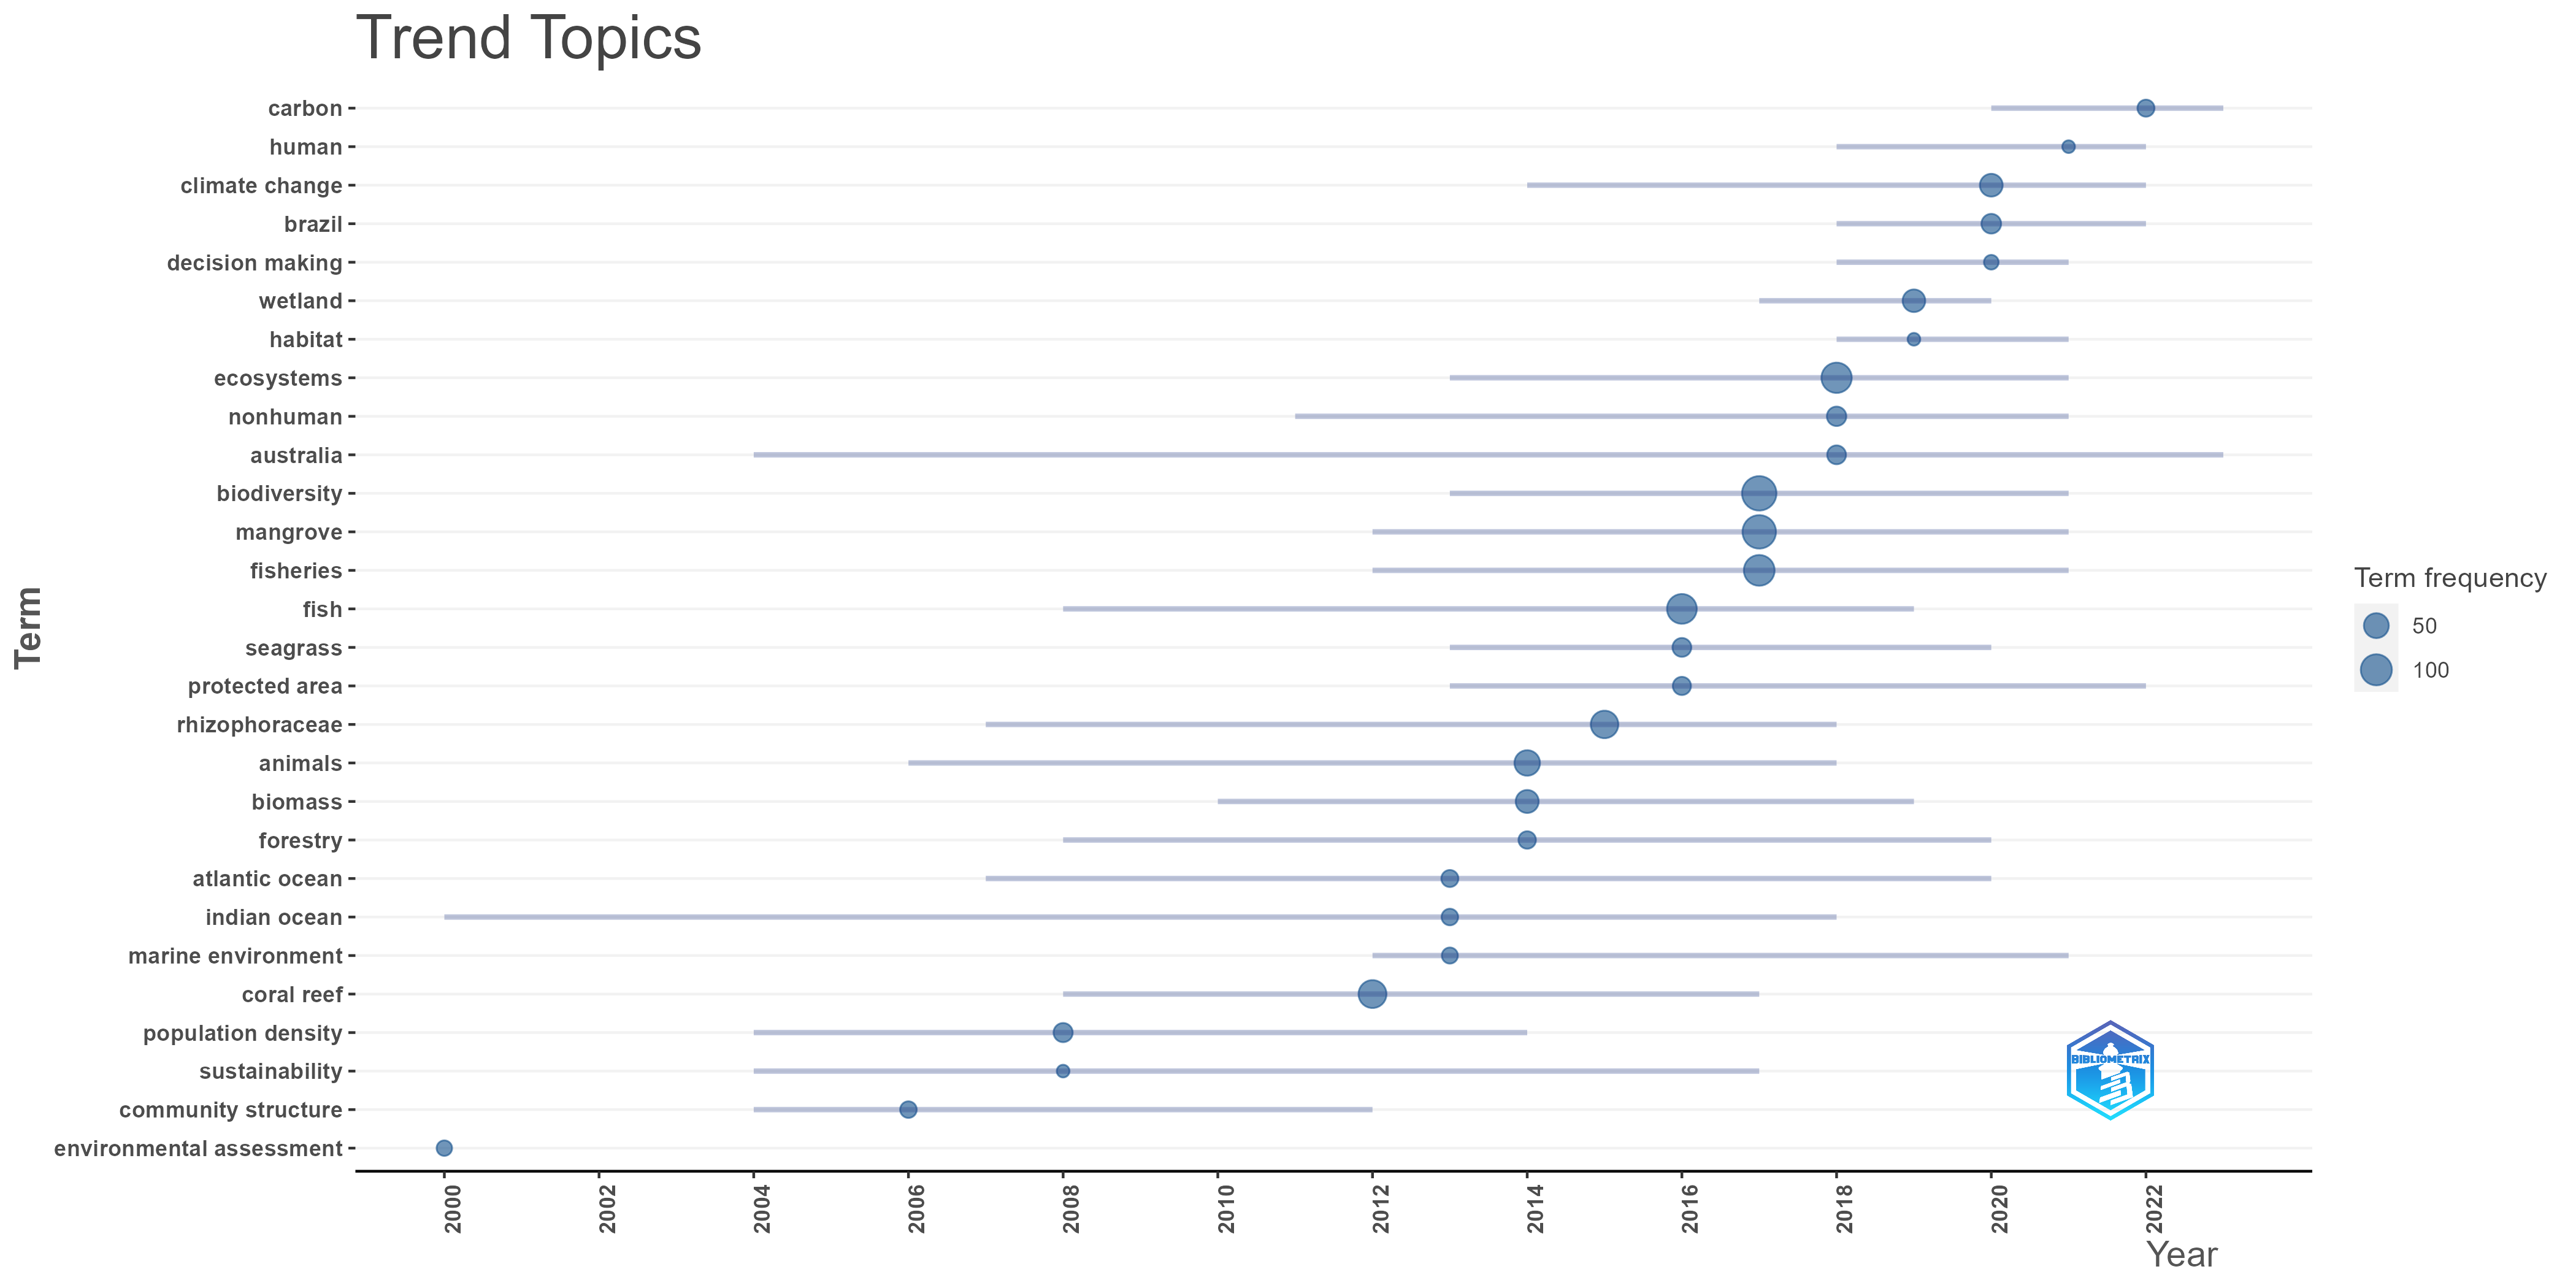 Trend Topics
carbon
human
climate change
brazil
decision making
wetland
habitat
ecosystems
nonhuman
australia
biodiversity
mangrove
fisheries
fish
seagrass
protected area
rhizophoraceae
animals
biomass
forestry
atlantic ocean
indian ocean
marine environment
coral reef
population density
sustainability
community structure
environmental assessment
Term
2000
2002
2004
2006
2008
2010
2012
2014
2016
2018
2020
2022
Year
Term frequency
50
100
BIBLIOMETRIX